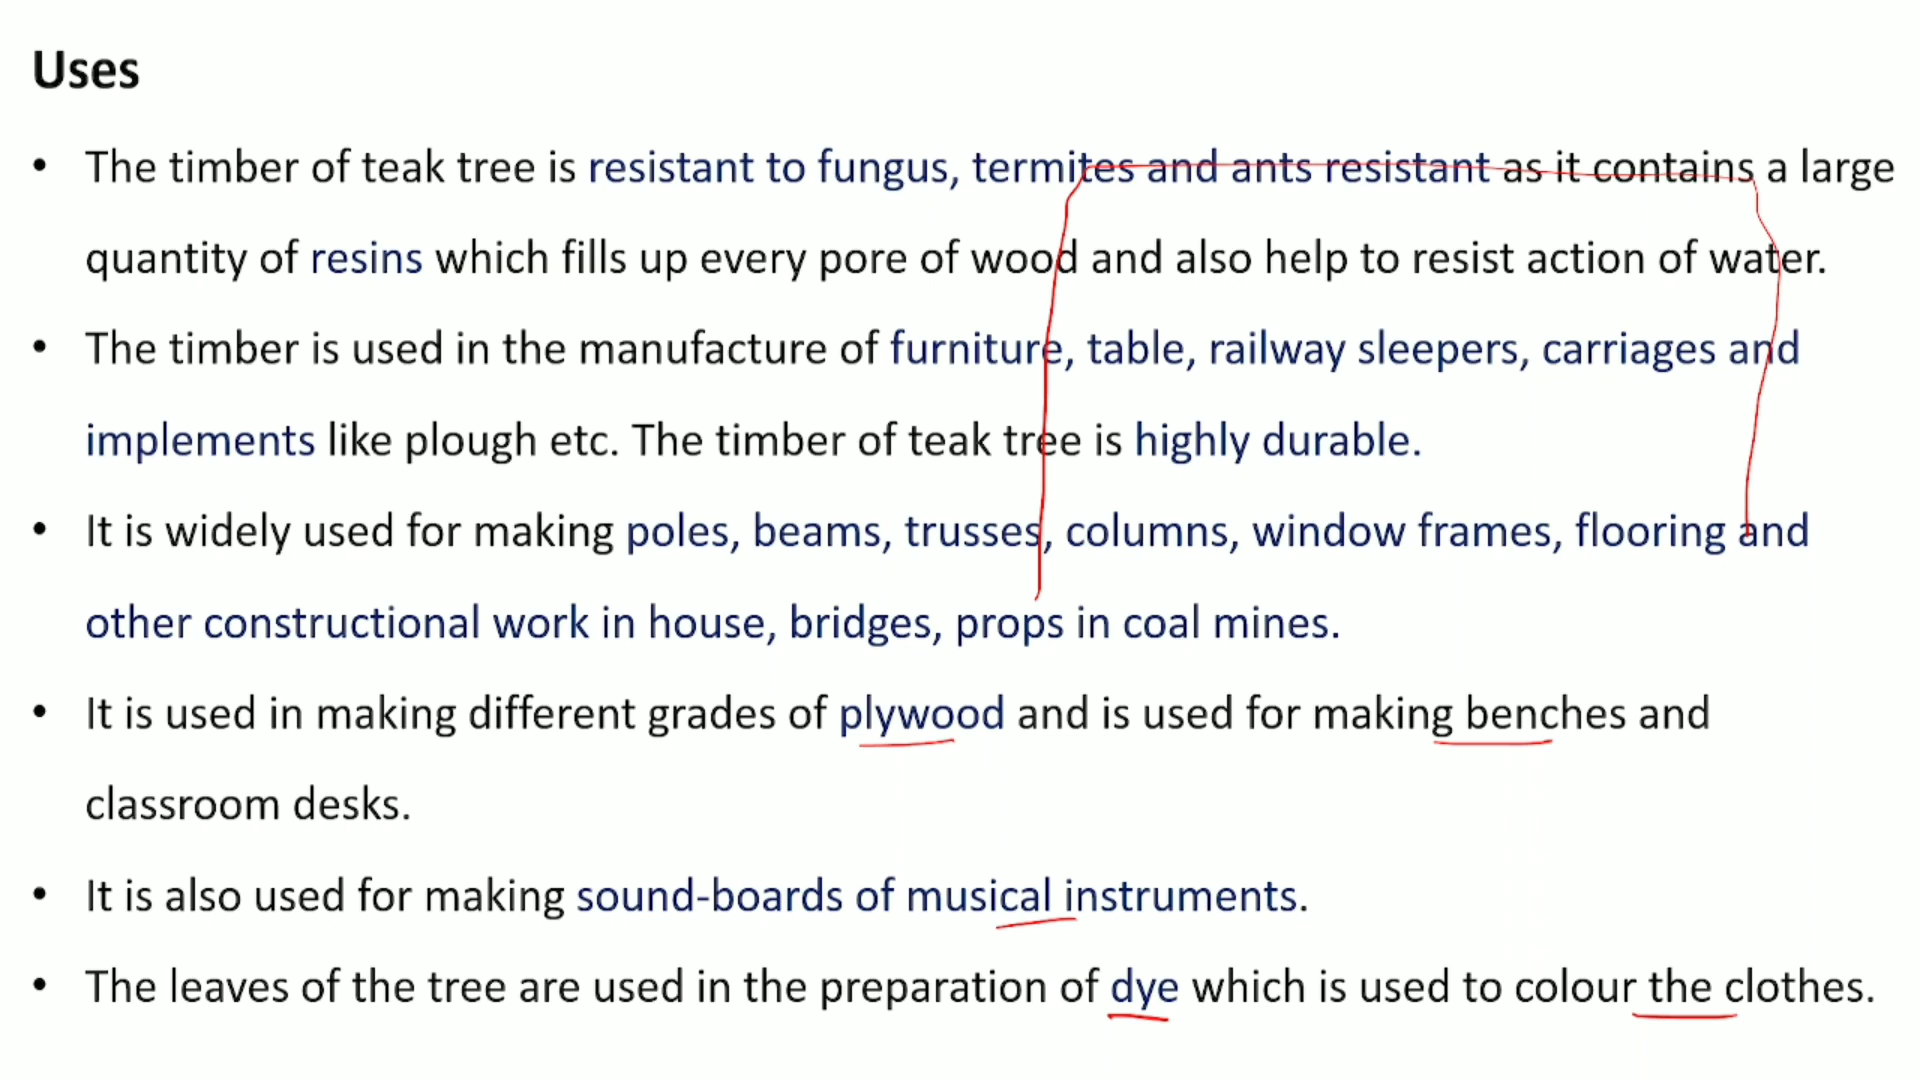 Uses
• The timber of teak tree is resistant to fungus, termites and ants resistant as it contains a large
quantity of resins which fills up every pore of wood and also help to resist action of water.
• The timber is used in the manufacture of furniture, table, railway sleepers, carriages and
implements like plough etc. The timber of teak tree is highly durable.
• It is widely used for making poles, beams, trusses, columns, window frames, flooring and
other constructional work in house, bridges, props in coal mines.
• It is used in making different grades of plywood and is used for making benches and
classroom desks.
• It is also used for making sound-boards of musical instruments.
• The leaves of the tree are used in the preparation of dye which is used to colour the clothes.